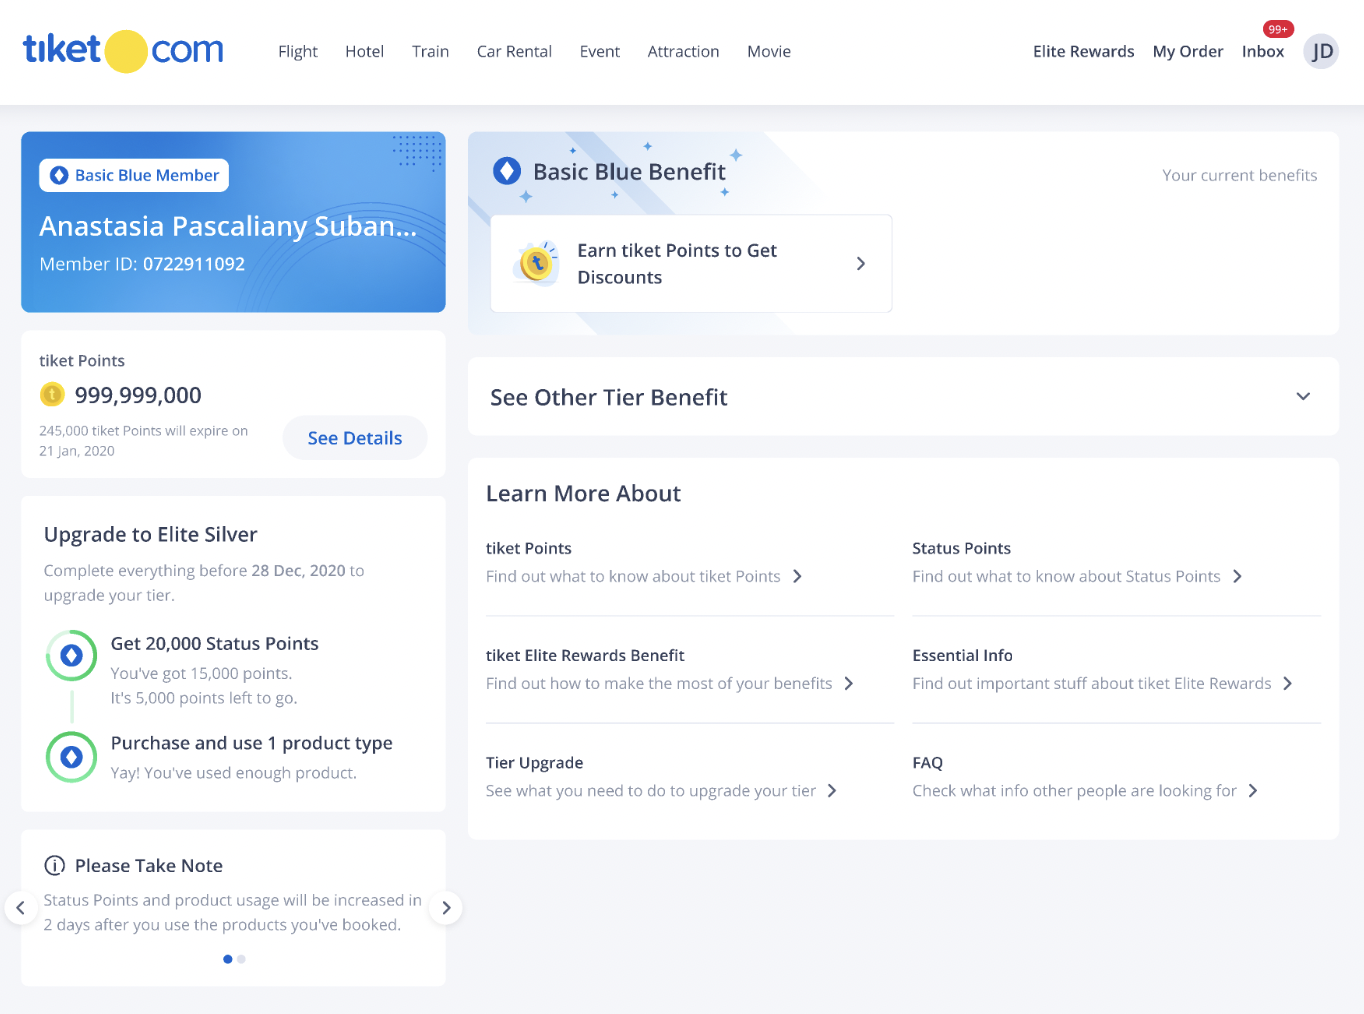 tiket com
Flight Hotel Train Car Rental Event Attraction Movie
Elite Rewards My Order Inbox 99+ JD
Basic Blue Member
Anastasia Pascaliany Suban...
Member ID: 0722911092
tiket Points
999,999,000
245,000 tiket Points will expire on
21 Jan, 2020
See Details
Upgrade to Elite Silver
Complete everything before 28 Dec, 2020 to
upgrade your tier.
Get 20,000 Status Points
You've got 15,000 points.
It's 5,000 points left to go.
Purchase and use 1 product type
Yay! You've used enough product.
Please Take Note
Status Points and product usage will be increased in
2 days after you use the products you've booked.
Basic Blue Benefit
Your current benefits
Earn tiket Points to Get
Discounts
See Other Tier Benefit
Learn More About
tiket Points
Find out what to know about tiket Points
Status Points
Find out what to know about Status Points
tiket Elite Rewards Benefit
Find out how to make the most of your benefits
Essential Info
Find out important stuff about tiket Elite Rewards
Tier Upgrade
See what you need to do to upgrade your tier
FAQ
Check what info other people are looking for